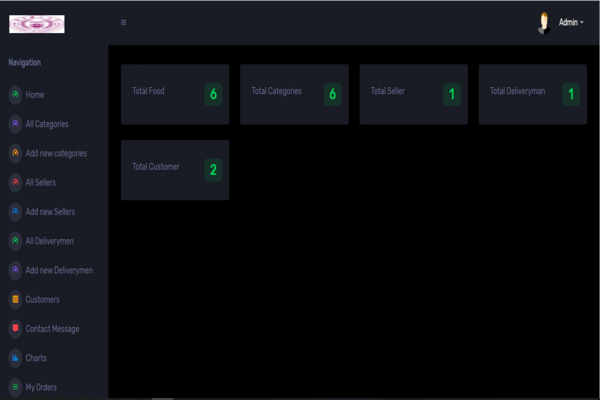 Admin
Navigation
Home
All Categories
Add new categories
All Sellers
Add new Sellers
All Deliverymen
Add new Deliverymen
Customers
Contact Message
Charts
My Orders
Total Food 6
Total Categories 6
Total Seller 1
Total Deliveryman 1
Total Customer 2